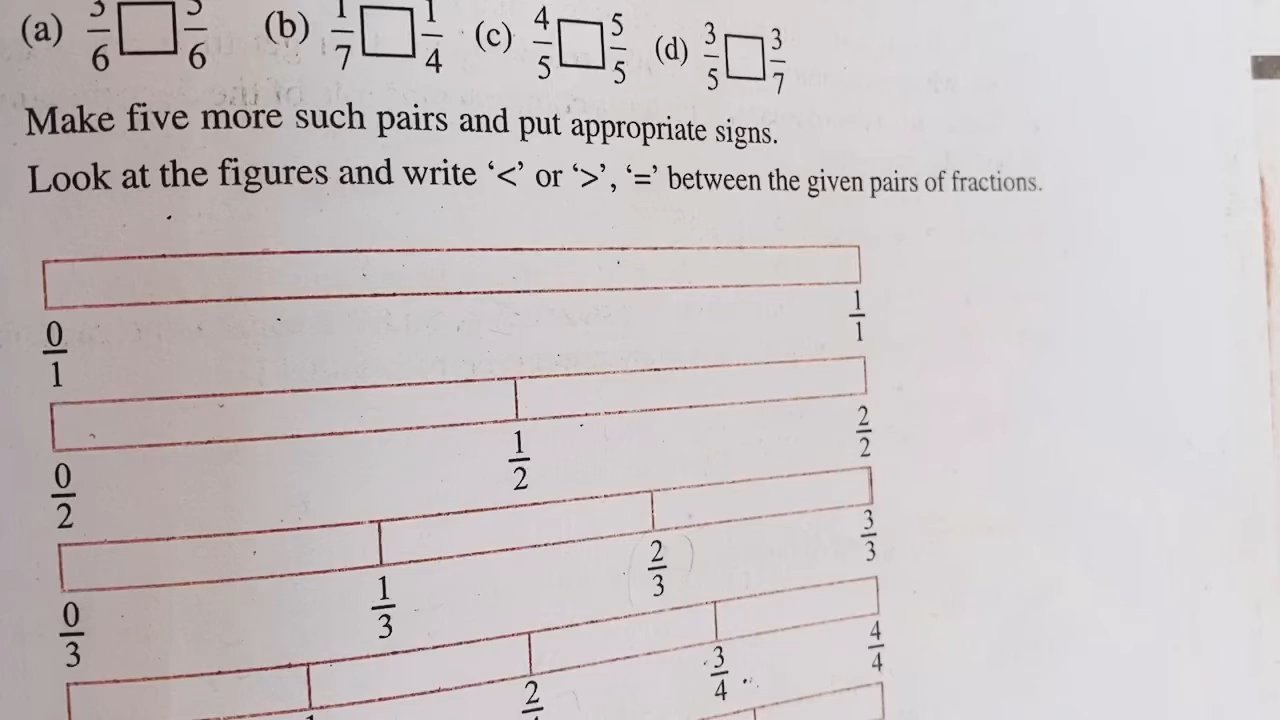 (a) /6 □ /6 (b) 1/7 □ 1/4 (c) 4/5 □ 5/5 (d) 3/5 □ 3/7
Make five more such pairs and put appropriate signs.
Look at the figures and write ‘<’ or ‘>’, ‘=’ between the given pairs of fractions.
0/1 1/1
0/2 1/2 2/2
0/3 1/3 2/3 3/3
2/ 3/4 4/4